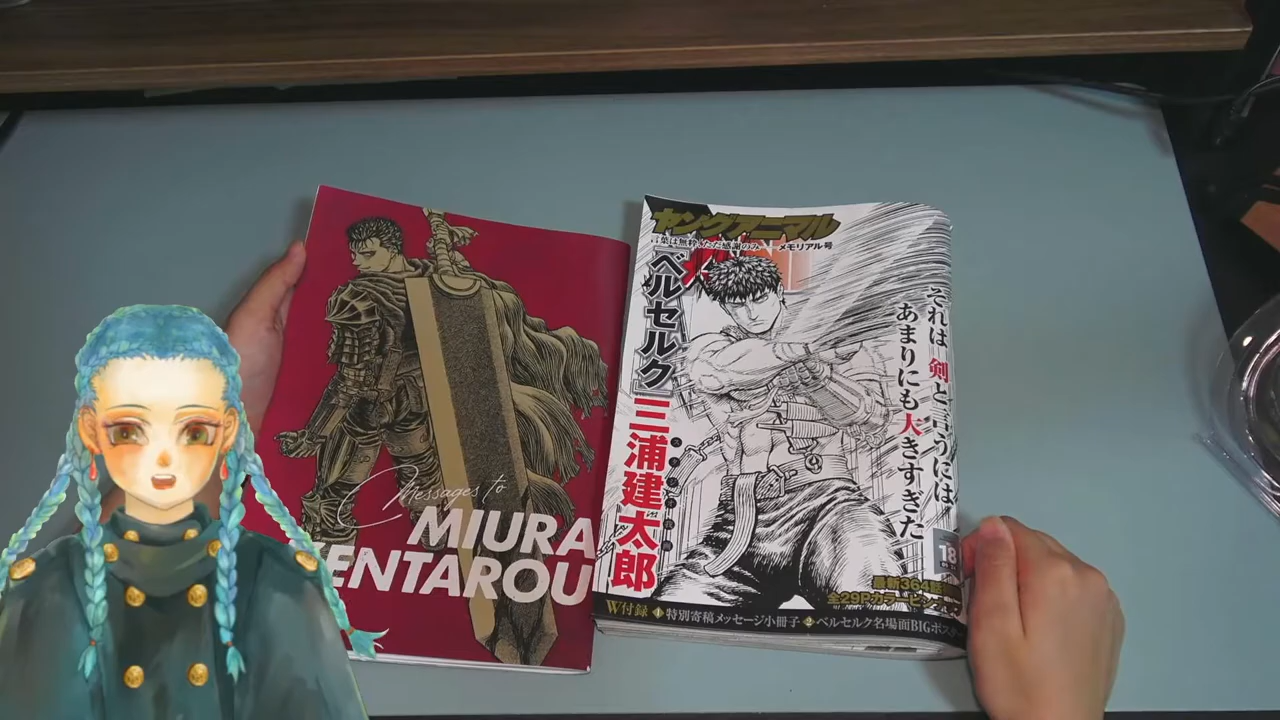 Messages to
MIURA
ENTAROU
ヤングアニマル
メモリアル号
『ベルセルク』
三浦建太郎
それは 剣と言うには、
あまりにも大きすぎた
18
最新364話
全29Pカラー
W付録 ❶ 特別寄稿メッセージ小冊子 ❷ ベルセルク名場面BIGポス